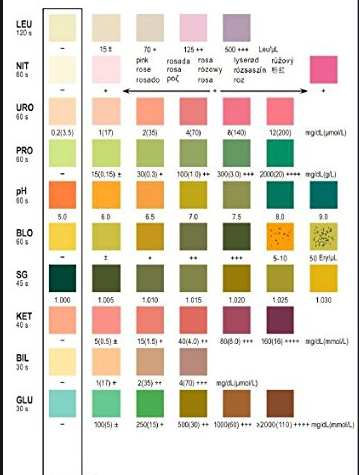 LEU
120 s
– 15 ± 70 + 125 ++ 500 +++ Leu/µL
NIT
60 s
pink rosada rosa lyserød růžový
rose rosa różowy rózsaszín 粉 紅
rosado ροζ rosa roz
– + + +
URO
60 s
0.2(3.5) 1(17) 2(35) 4(70) 8(140) 12(200) mg/dL(µmol/L)
PRO
60 s
– 15(0.15) ± 30(0.3) + 100(1.0) ++ 300(3.0) +++ 2000(20) ++++ mg/dL(g/L)
pH
60 s
5.0 6.0 6.5 7.0 7.5 8.0 9.0
BLO
60 s
– ± + ++ +++ 5-10 50 Ery/µL
SG
45 s
1.000 1.005 1.010 1.015 1.020 1.025 1.030
KET
40 s
– 5(0.5) ± 15(1.5) + 40(4.0) ++ 80(8.0) +++ 160(16) ++++ mg/dL(mmol/L)
BIL
30 s
– 1(17) ± 2(35) ++ 4(70) +++ mg/dL(µmol/L)
GLU
30 s
– 100(5) ± 250(15) + 500(30) ++ 1000(60) +++ >2000(110) ++++ mg/dL(mmol/L)